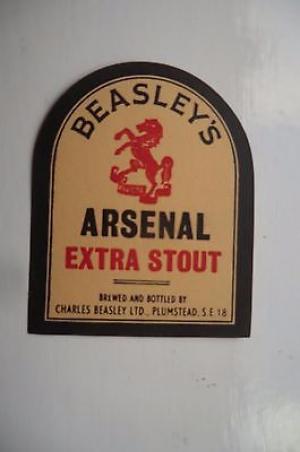 BEASLEY'S
ARSENAL
EXTRA STOUT
BREWED AND BOTTLED BY
CHARLES BEASLEY LTD., PLUMSTEAD, S.E 18